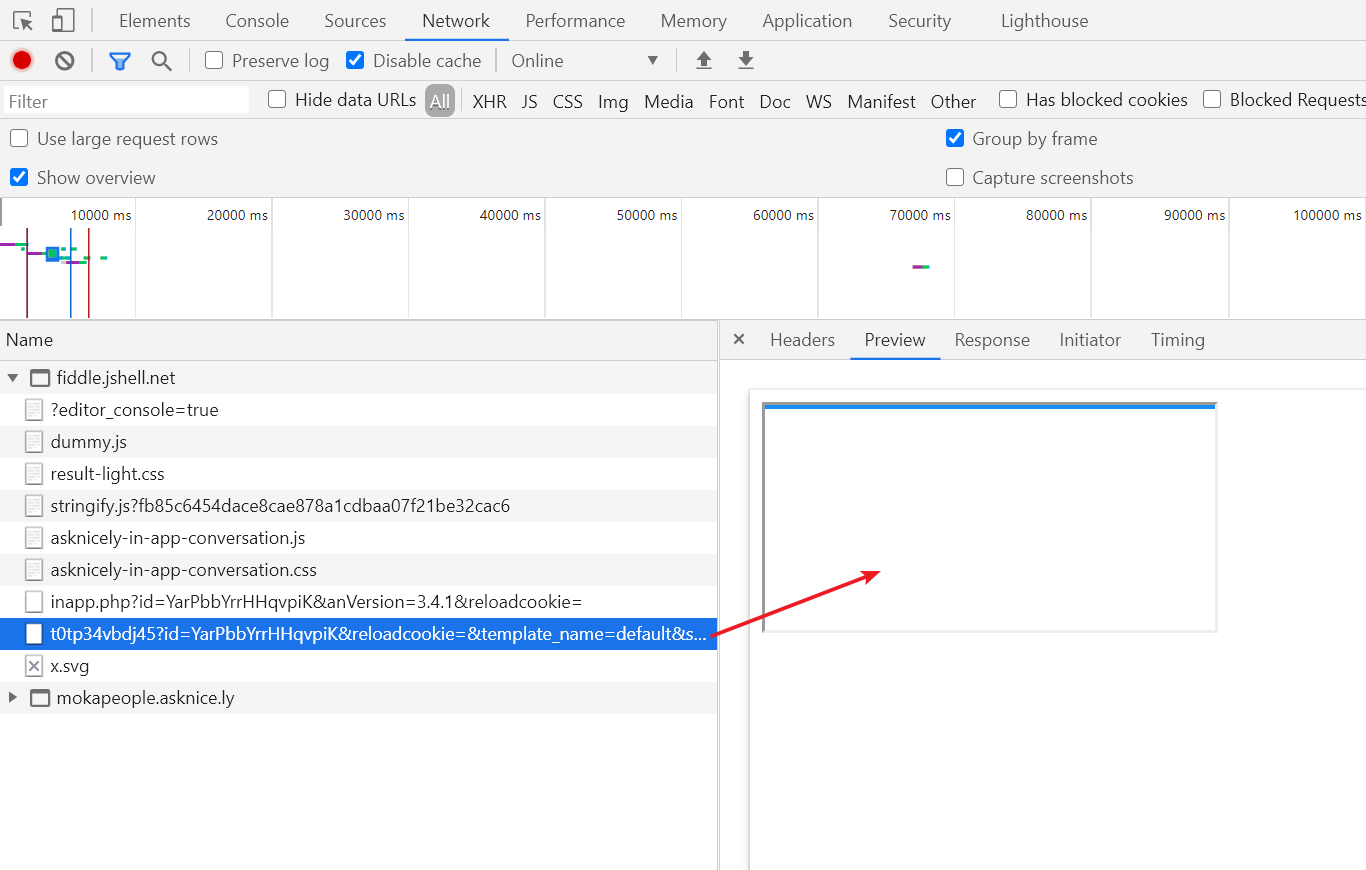 Elements Console Sources Network Performance Memory Application Security Lighthouse
Preserve log Disable cache Online
Filter Hide data URLs All XHR JS CSS Img Media Font Doc WS Manifest Other Has blocked cookies Blocked Requests
Use large request rows Group by frame
Show overview Capture screenshots
10000 ms 20000 ms 30000 ms 40000 ms 50000 ms 60000 ms 70000 ms 80000 ms 90000 ms 100000 ms
Name Headers Preview Response Initiator Timing
fiddle.jshell.net
?editor_console=true
dummy.js
result-light.css
stringify.js?fb85c6454dace8cae878a1cdbaa07f21be32cac6
asknicely-in-app-conversation.js
asknicely-in-app-conversation.css
inapp.php?id=YarPbbYrrHHqvpiK&anVersion=3.4.1&reloadcookie=
t0tp34vbdj45?id=YarPbbYrrHHqvpiK&reloadcookie=&template_name=default&s...
x.svg
mokapeople.asknice.ly